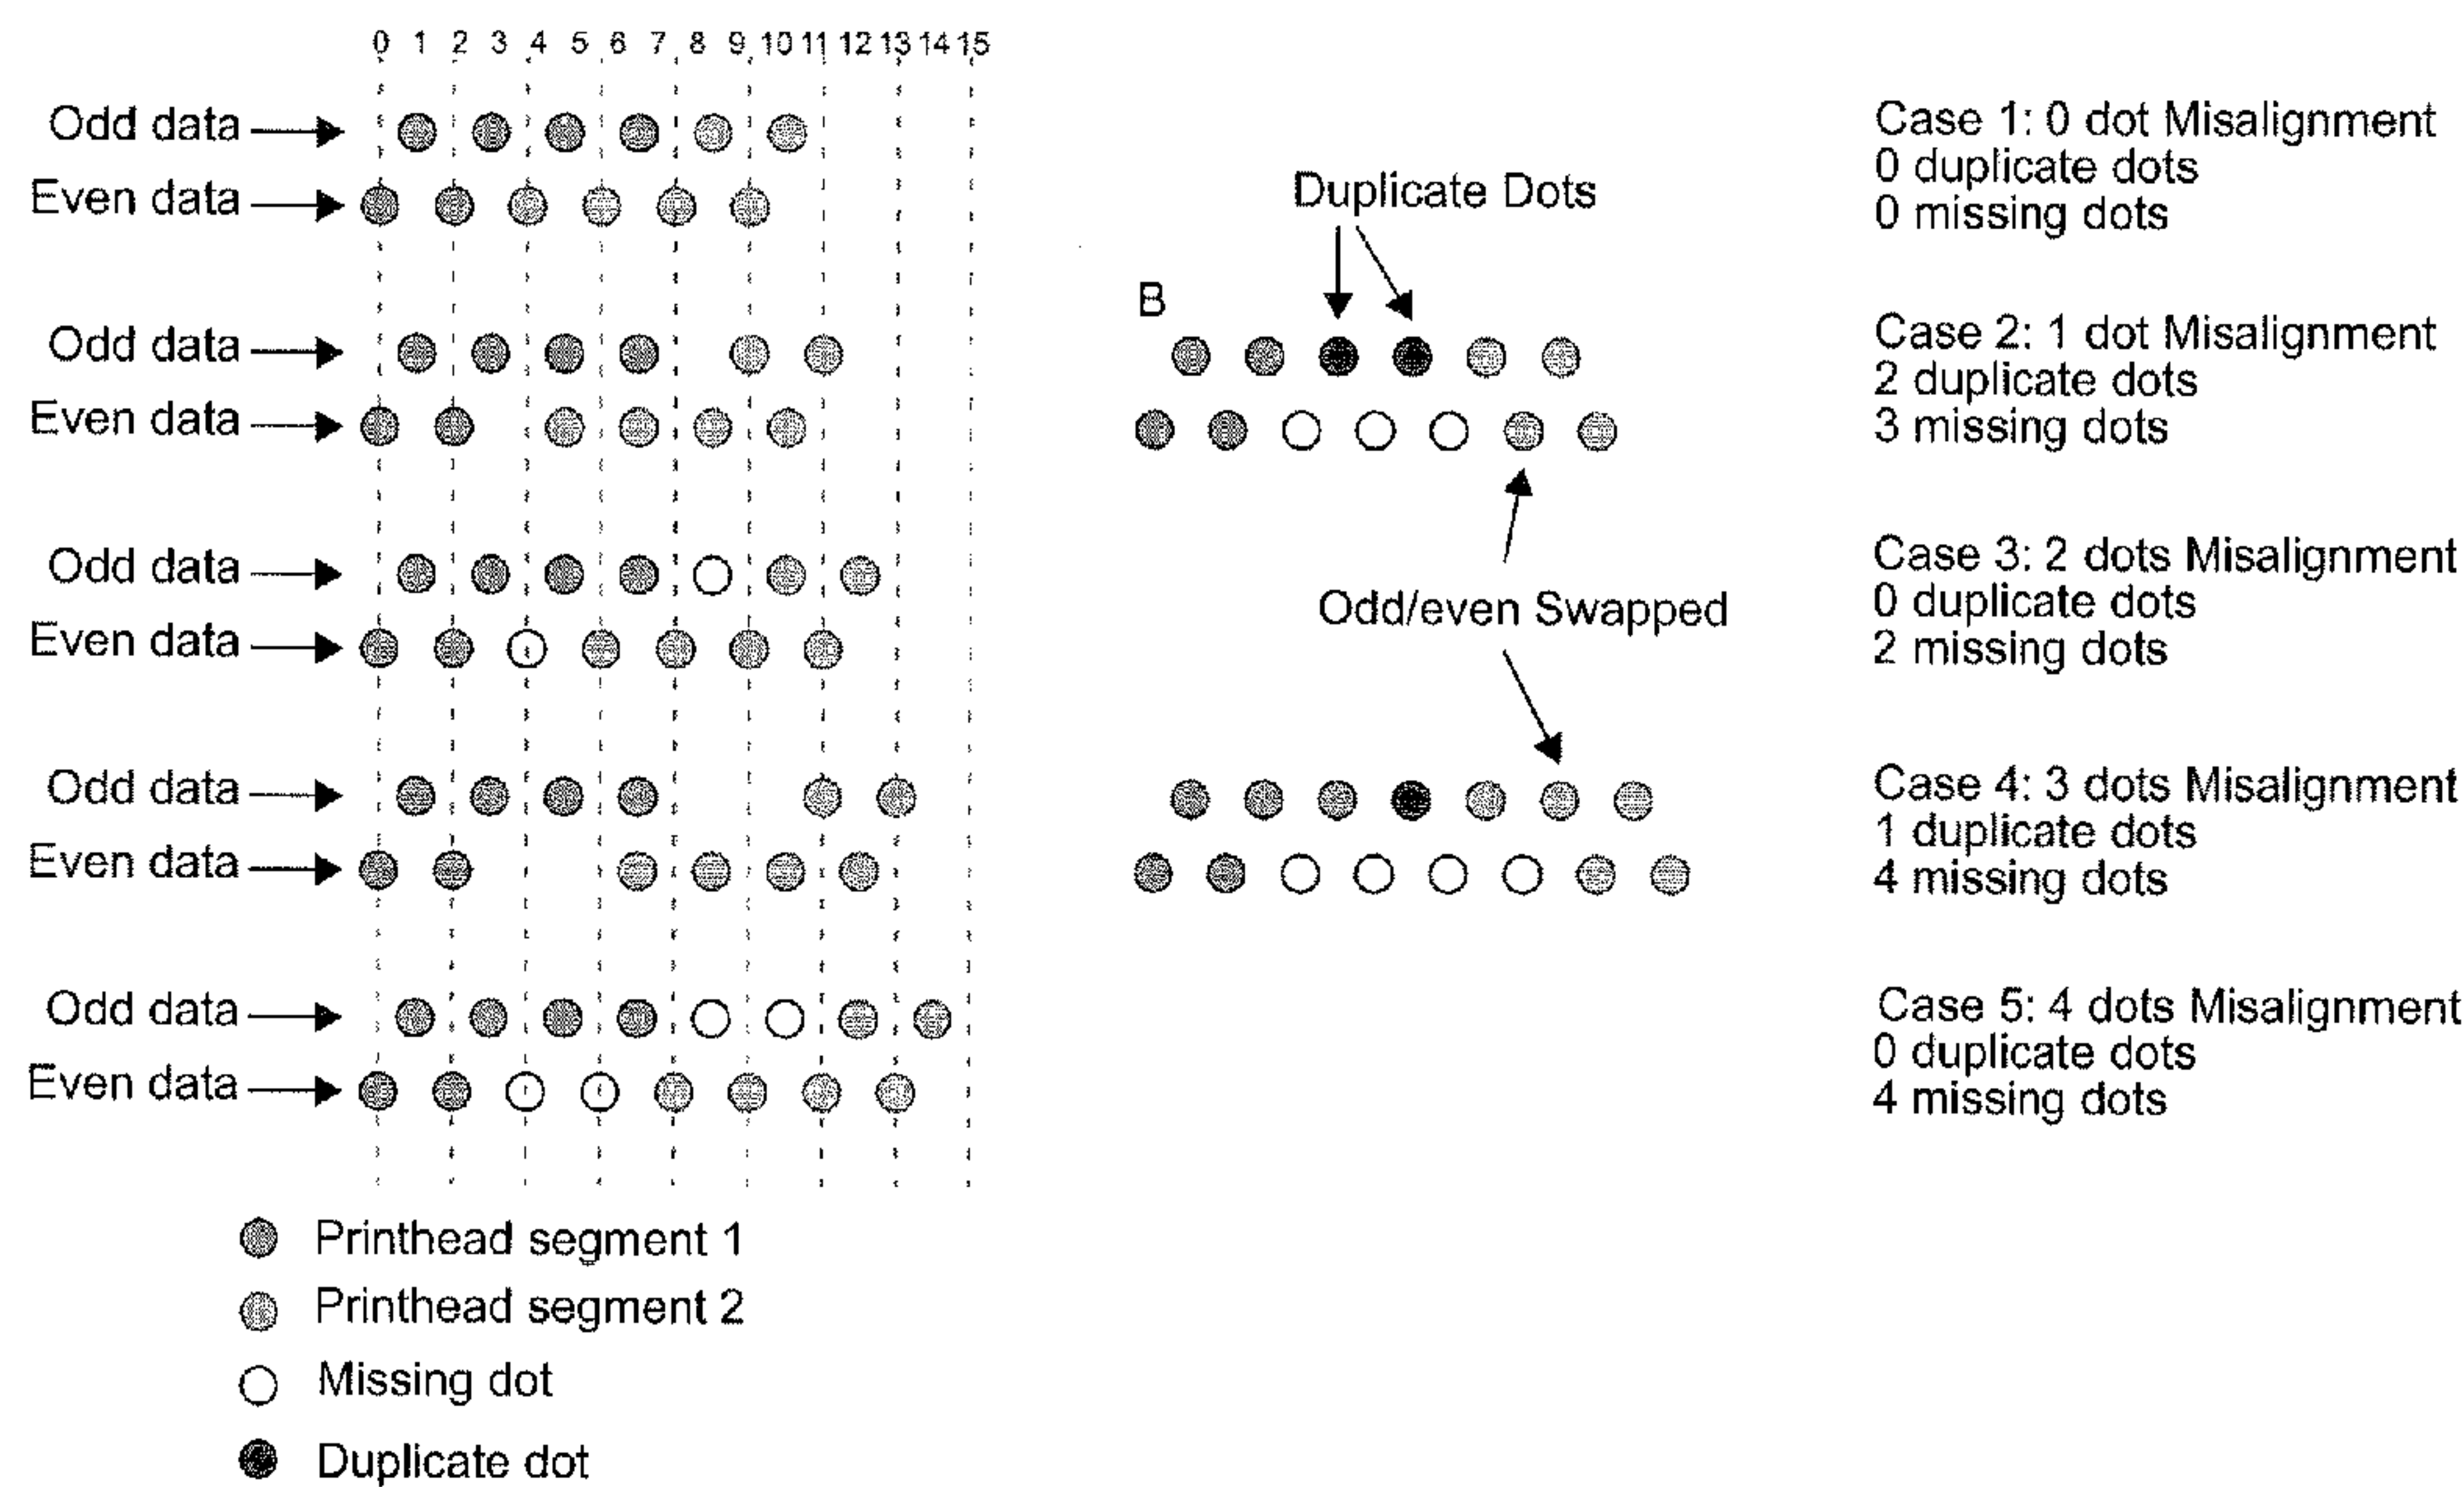 0 1 2 3 4 5 6 7 8 9 10 11 12 13 14 15
Odd data
Even data
Odd data
Even data
Odd data
Even data
Odd data
Even data
Odd data
Even data
Duplicate Dots
B
Odd/even Swapped
Case 1: 0 dot Misalignment
0 duplicate dots
0 missing dots
Case 2: 1 dot Misalignment
2 duplicate dots
3 missing dots
Case 3: 2 dots Misalignment
0 duplicate dots
2 missing dots
Case 4: 3 dots Misalignment
1 duplicate dots
4 missing dots
Case 5: 4 dots Misalignment
0 duplicate dots
4 missing dots
Printhead segment 1
Printhead segment 2
Missing dot
Duplicate dot